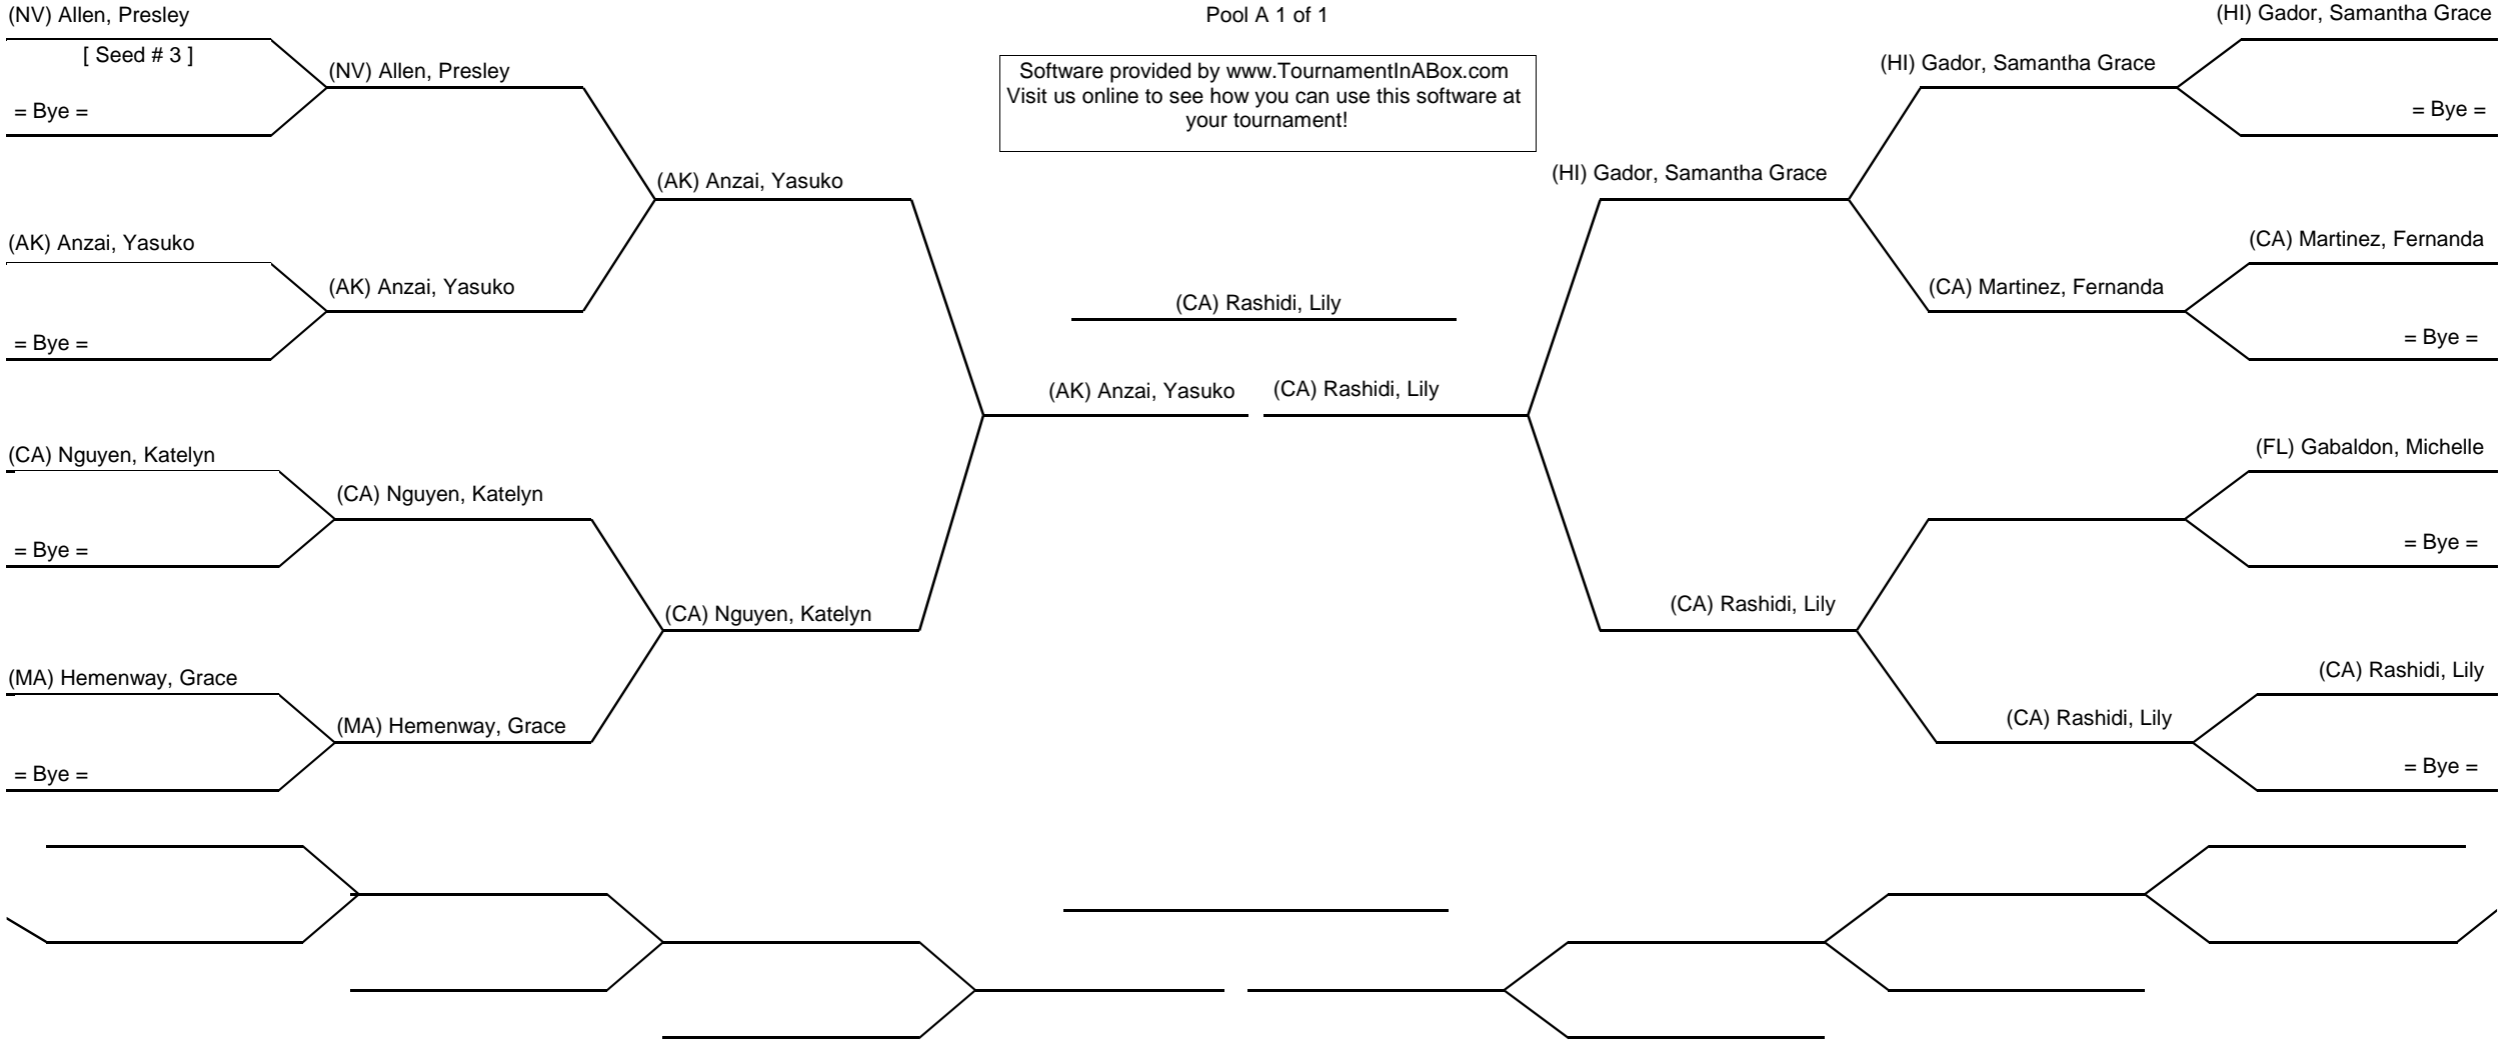 (NV) Allen, Presley
[ Seed # 3 ]
= Bye =
(NV) Allen, Presley
(AK) Anzai, Yasuko
(AK) Anzai, Yasuko
= Bye =
(AK) Anzai, Yasuko
(CA) Nguyen, Katelyn
= Bye =
(CA) Nguyen, Katelyn
(CA) Nguyen, Katelyn
(MA) Hemenway, Grace
= Bye =
(MA) Hemenway, Grace
Pool A 1 of 1
Software provided by www.TournamentInABox.com
Visit us online to see how you can use this software at
your tournament!
(CA) Rashidi, Lily
(AK) Anzai, Yasuko
(CA) Rashidi, Lily
(HI) Gador, Samantha Grace
(HI) Gador, Samantha Grace
= Bye =
(HI) Gador, Samantha Grace
(CA) Martinez, Fernanda
(CA) Martinez, Fernanda
= Bye =
(FL) Gabaldon, Michelle
= Bye =
(CA) Rashidi, Lily
(CA) Rashidi, Lily
(CA) Rashidi, Lily
= Bye =